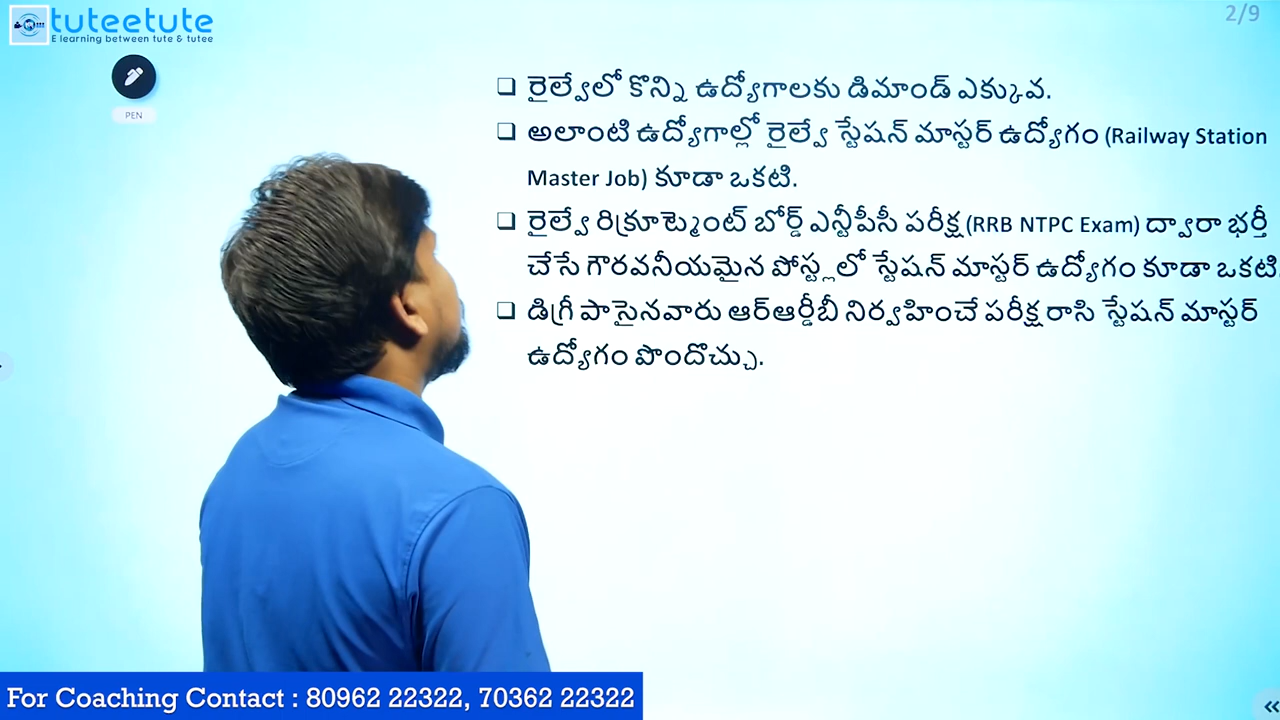 tuteetute
E learning between tute & tutee
2/9
PEN
❑ రైల్వేలో కొన్ని ఉద్యోగాలకు డిమాండ్ ఎక్కువ.
❑ అలాంటి ఉద్యోగాల్లో రైల్వే స్టేషన్ మాస్టర్ ఉద్యోగం (Railway Station
Master Job) కూడా ఒకటి.
❑ రైల్వే రిక్రూట్మెంట్ బోర్డ్ ఎన్టీపీసీ పరీక్ష (RRB NTPC Exam) ద్వారా భర్తీ
చేసే గౌరవనీయమైన పోస్ట్లలో స్టేషన్ మాస్టర్ ఉద్యోగం కూడా ఒకటి.
❑ డిగ్రీ పాసైనవారు ఆర్ఆర్బీ నిర్వహించే పరీక్ష రాసి స్టేషన్ మాస్టర్
ఉద్యోగం పొందొచ్చు.
For Coaching Contact : 80962 22322, 70362 22322